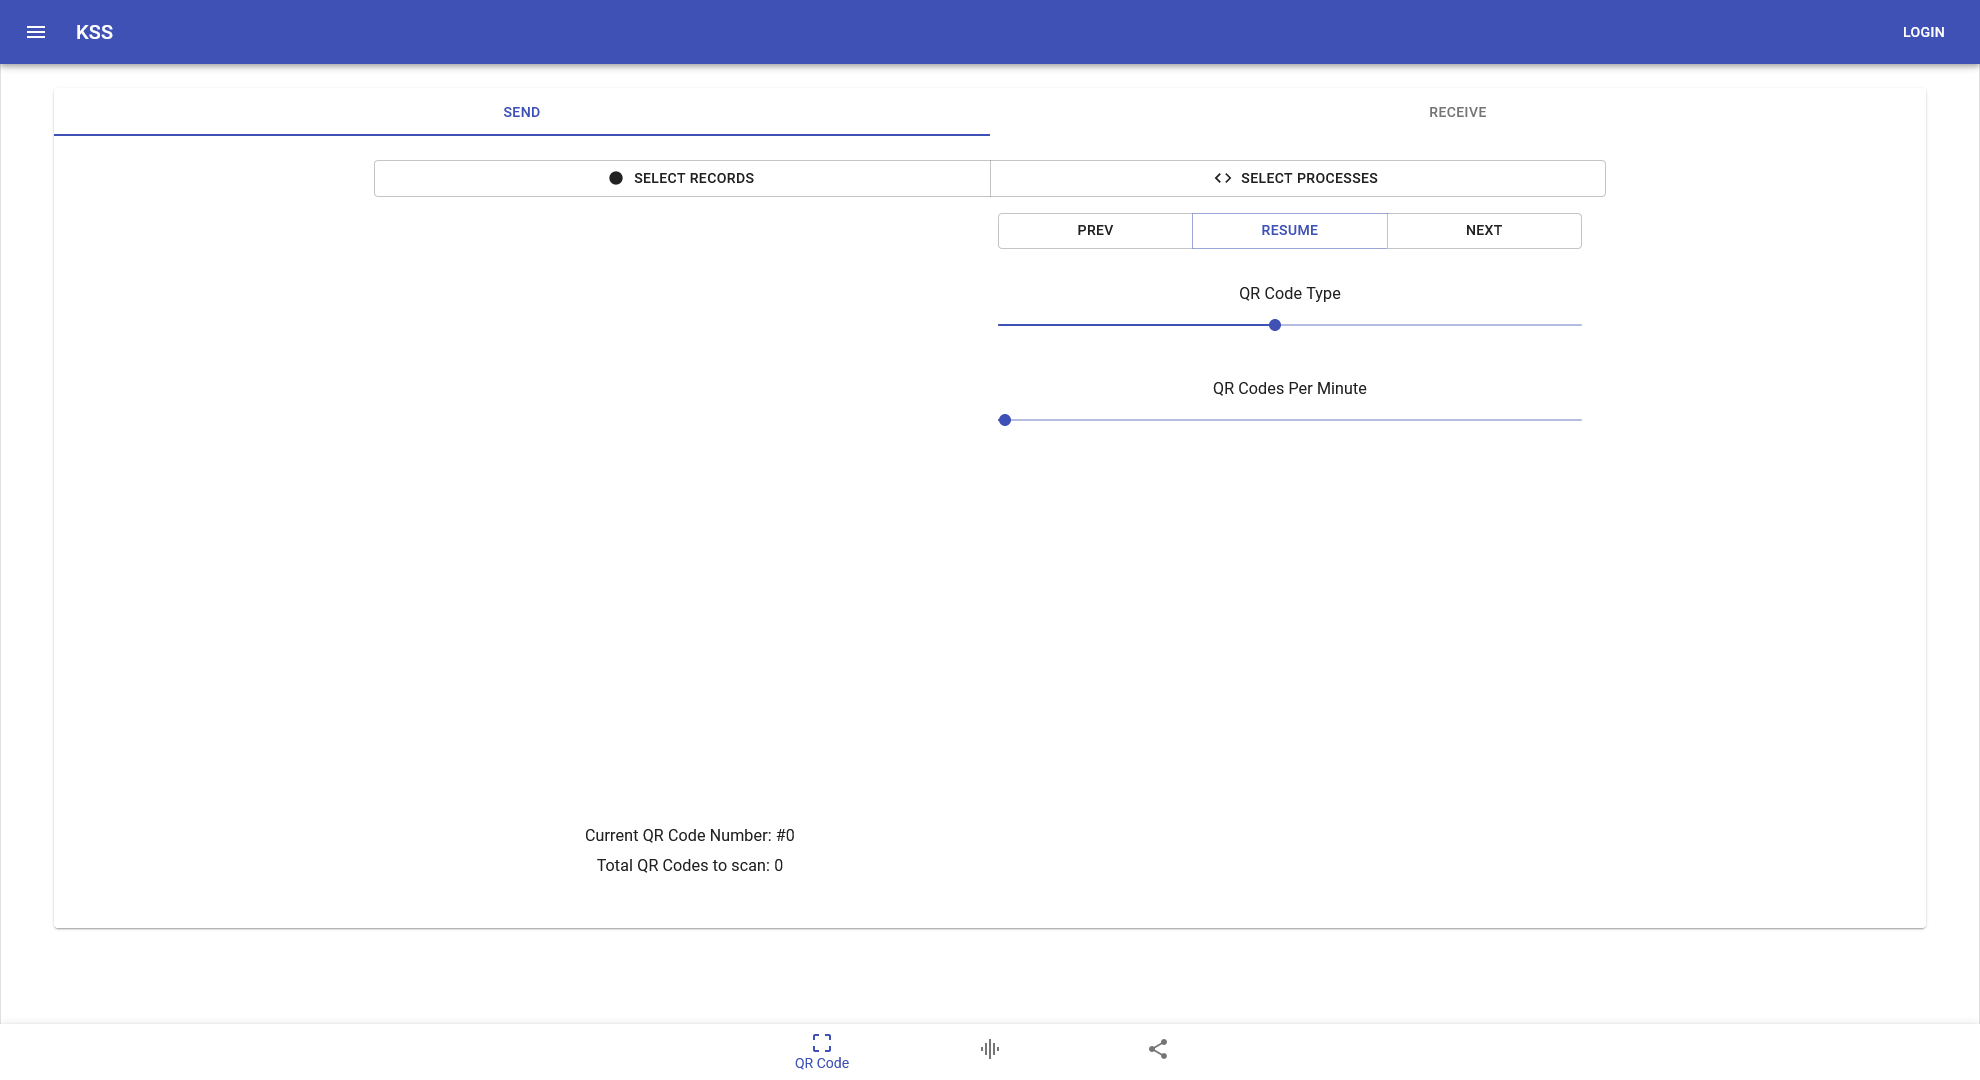 KSS
LOGIN
SEND
RECEIVE
SELECT RECORDS
SELECT PROCESSES
PREV
RESUME
NEXT
QR Code Type
QR Codes Per Minute
Current QR Code Number: #0
Total QR Codes to scan: 0
QR Code